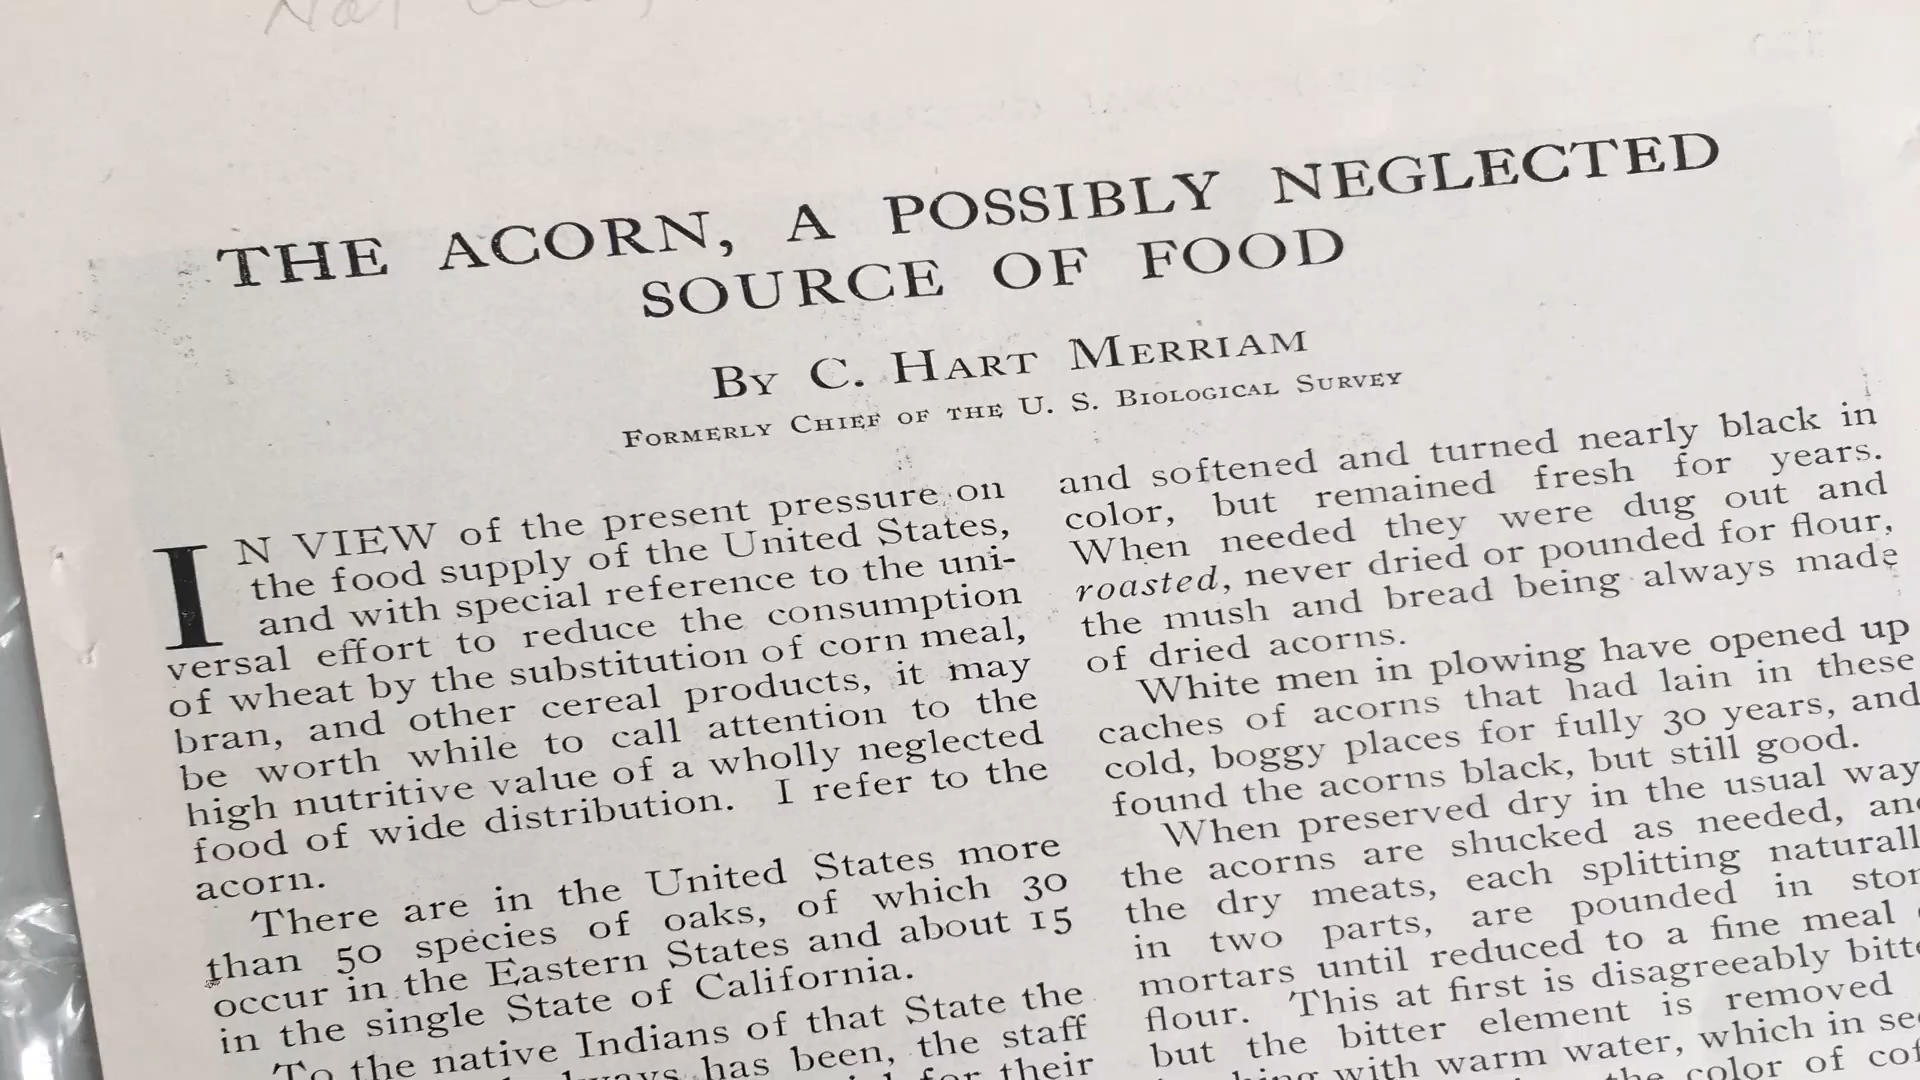 THE ACORN, A POSSIBLY NEGLECTED
SOURCE OF FOOD
BY C. HART MERRIAM
FORMERLY CHIEF OF THE U. S. BIOLOGICAL SURVEY
IN VIEW of the present pressure on
the food supply of the United States,
and with special reference to the uni-
versal effort to reduce the consumption
of wheat by the substitution of corn meal,
bran, and other cereal products, it may
be worth while to call attention to the
high nutritive value of a wholly neglected
food of wide distribution. I refer to the
acorn.
There are in the United States more
than 50 species of oaks, of which 30
occur in the Eastern States and about 15
in the single State of California.
To the native Indians of that State the
has been, the staff
for their
and softened and turned nearly black in
color, but remained fresh for years.
When needed they were dug out and
roasted, never dried or pounded for flour,
the mush and bread being always made
of dried acorns.
White men in plowing have opened up
caches of acorns that had lain in these
cold, boggy places for fully 30 years, and
found the acorns black, but still good.
When preserved dry in the usual way
the acorns are shucked as needed, and
the dry meats, each splitting naturall
in two parts, are pounded in ston
mortars until reduced to a fine meal
flour. This at first is disagreeably bitte
but the bitter element is removed
with warm water, which in se
the color of cof